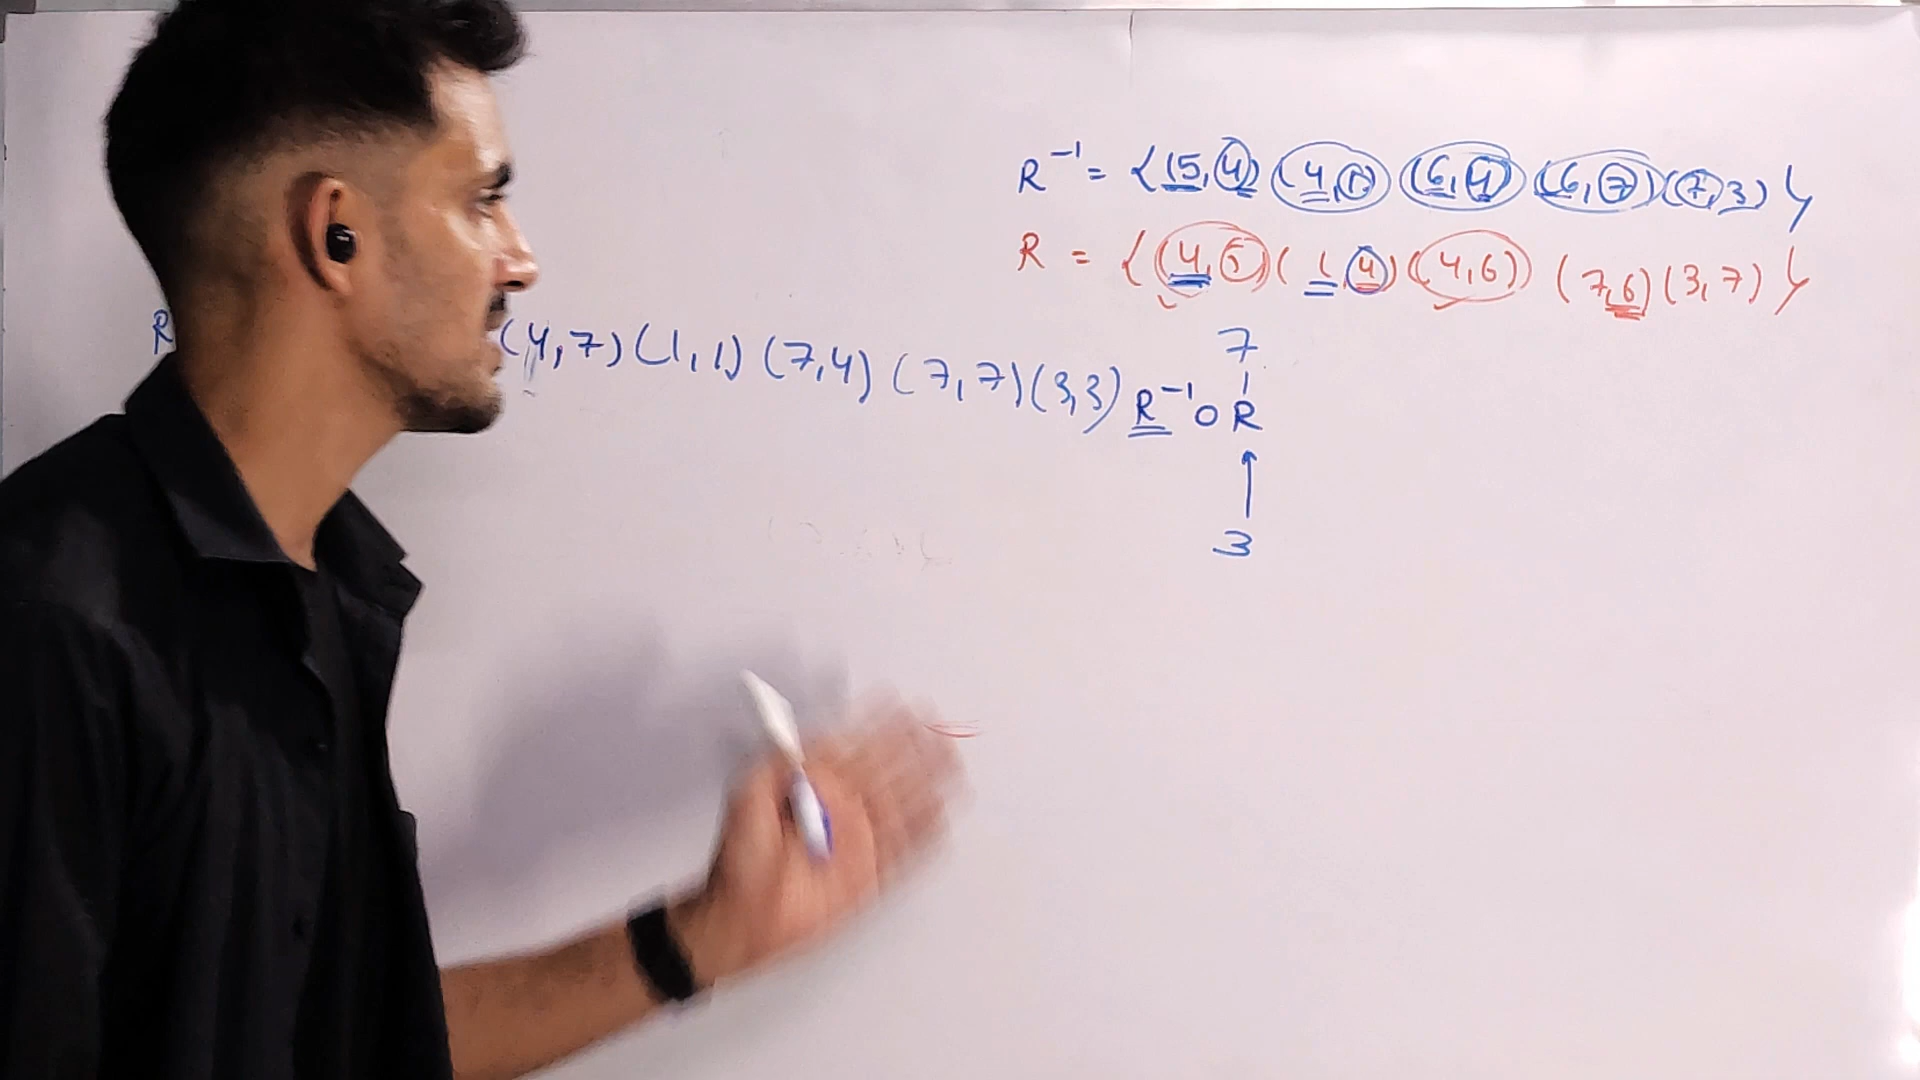 R⁻¹ = {(5,4) (4,1) (6,4) (6,7) (7,3)}
R = {(4,5) (1,4) (4,6) (7,6) (3,7)}
R (4,7) (1,1) (7,4) (7,7) (3,3)
7
R⁻¹ o R
3